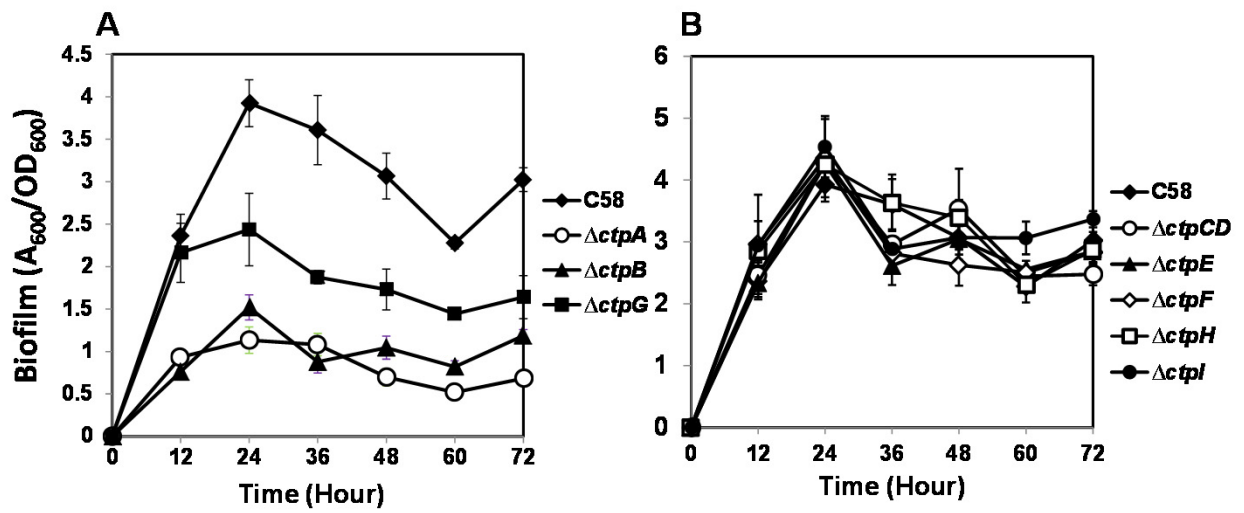 A
4.5
4
3.5
3
2.5
2
1.5
1
0.5
0
0 12 24 36 48 60 72
Time (Hour)
Biofilm (A600/OD600)
C58
ΔctpA
ΔctpB
ΔctpG
B
6
5
4
3
2
1
0
0 12 24 36 48 60 72
Time (Hour)
C58
ΔctpCD
ΔctpE
ΔctpF
ΔctpH
ΔctpI